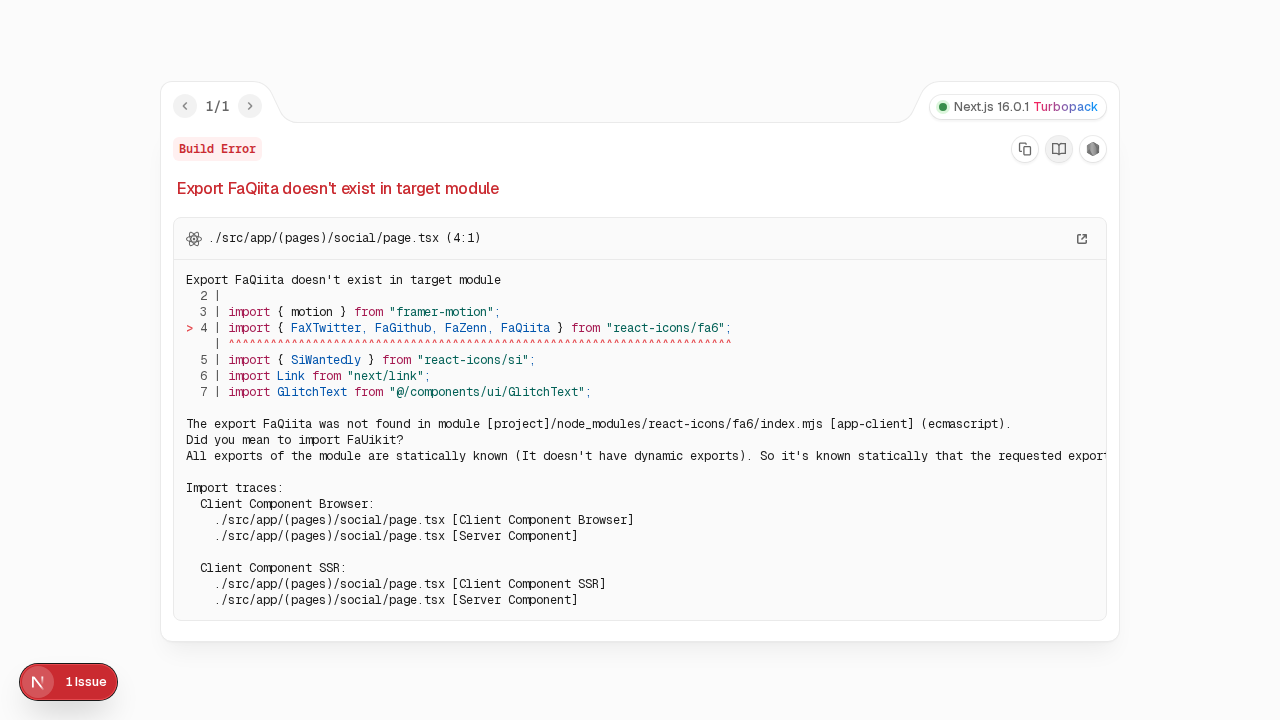 1/1
Next.js 16.0.1 Turbopack
Build Error
Export FaQiita doesn't exist in target module
./src/app/(pages)/social/page.tsx (4:1)
Export FaQiita doesn't exist in target module
  2 |
  3 | import { motion } from "framer-motion";
> 4 | import { FaXTwitter, FaGithub, FaZenn, FaQiita } from "react-icons/fa6";
    | ^^^^^^^^^^^^^^^^^^^^^^^^^^^^^^^^^^^^^^^^^^^^^^^^^^^^^^^^^^^^^^^^^^^^^^^^
  5 | import { SiWantedly } from "react-icons/si";
  6 | import Link from "next/link";
  7 | import GlitchText from "@/components/ui/GlitchText";
The export FaQiita was not found in module [project]/node_modules/react-icons/fa6/index.mjs [app-client] (ecmascript).
Did you mean to import FaUikit?
All exports of the module are statically known (It doesn't have dynamic exports). So it's known statically that the requested export
Import traces:
  Client Component Browser:
    ./src/app/(pages)/social/page.tsx [Client Component Browser]
    ./src/app/(pages)/social/page.tsx [Server Component]
  Client Component SSR:
    ./src/app/(pages)/social/page.tsx [Client Component SSR]
    ./src/app/(pages)/social/page.tsx [Server Component]
1 Issue